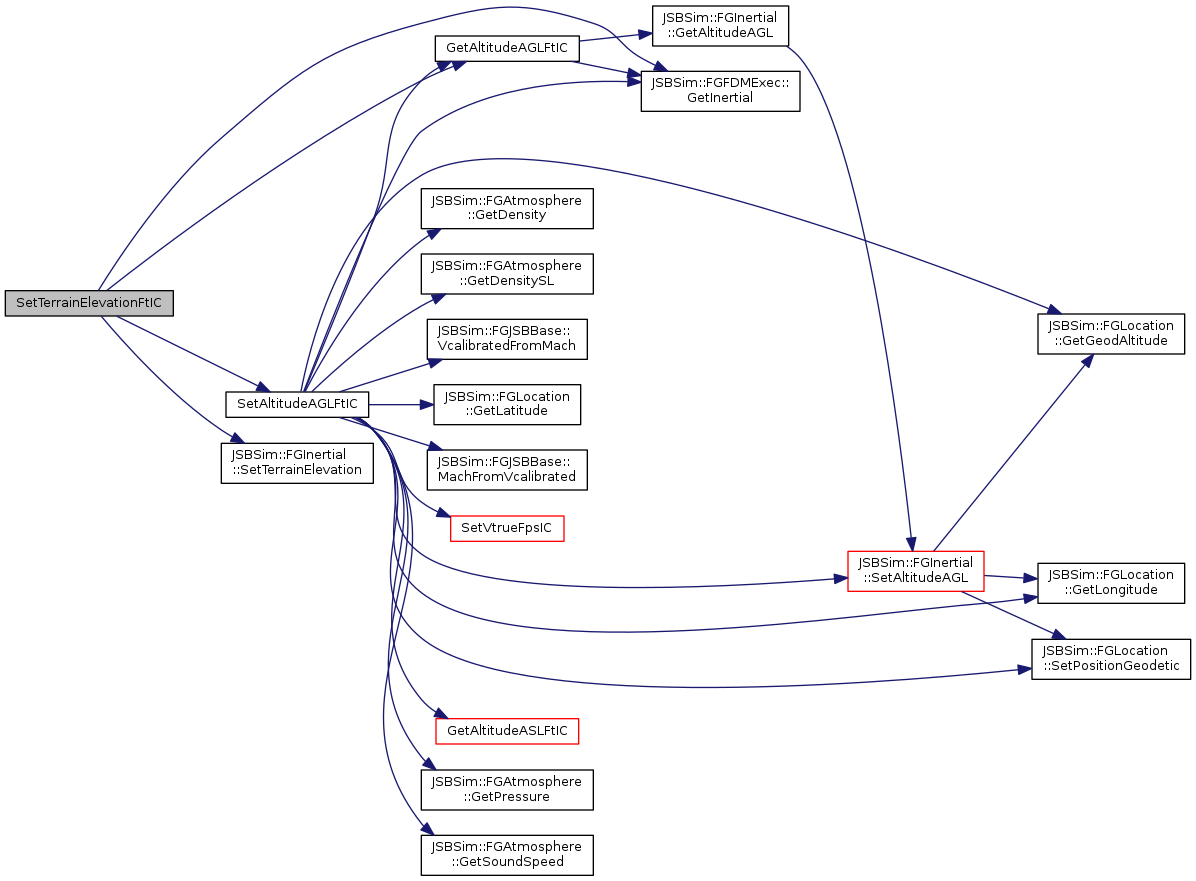 SetTerrainElevationFtIC
SetAltitudeAGLFtIC
JSBSim::FGInertial
::SetTerrainElevation
GetAltitudeAGLFtIC
JSBSim::FGAtmosphere
::GetDensity
JSBSim::FGAtmosphere
::GetDensitySL
JSBSim::FGJSBBase::
VcalibratedFromMach
JSBSim::FGLocation
::GetLatitude
JSBSim::FGJSBBase::
MachFromVcalibrated
SetVtrueFpsIC
GetAltitudeASLFtIC
JSBSim::FGAtmosphere
::GetPressure
JSBSim::FGAtmosphere
::GetSoundSpeed
JSBSim::FGInertial
::GetAltitudeAGL
JSBSim::FGFDMExec::
GetInertial
JSBSim::FGInertial
::SetAltitudeAGL
JSBSim::FGLocation
::GetGeodAltitude
JSBSim::FGLocation
::GetLongitude
JSBSim::FGLocation
::SetPositionGeodetic